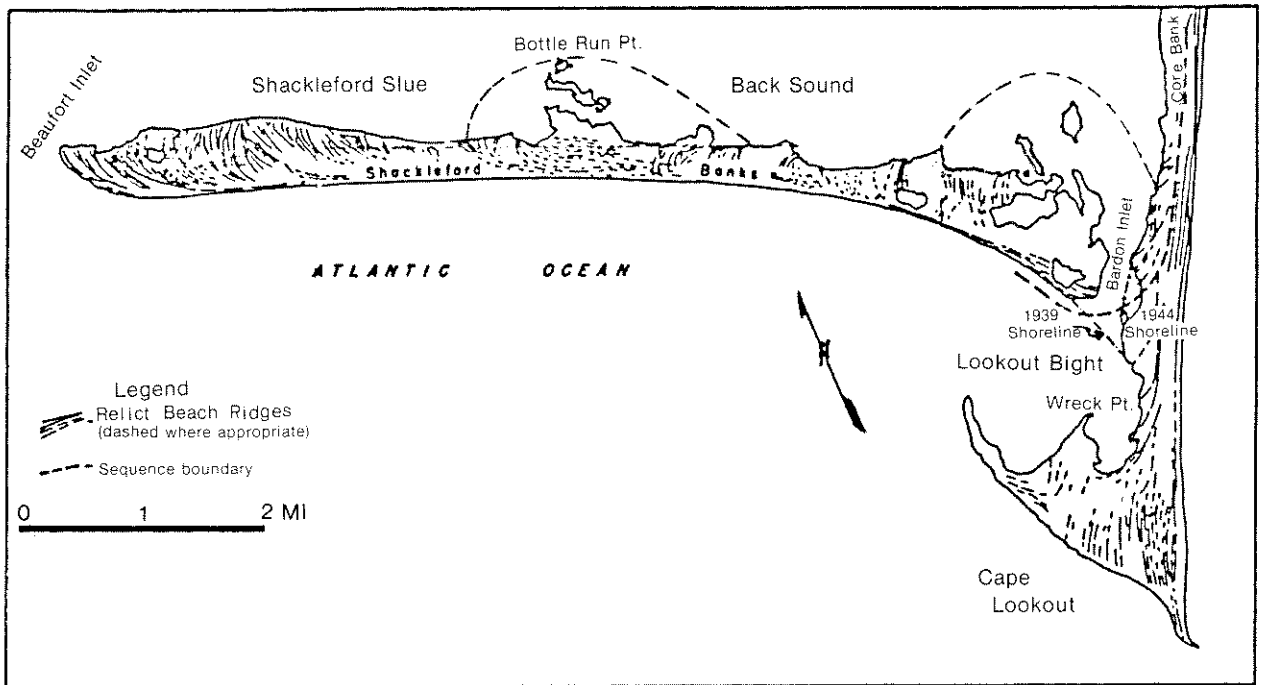 Beaufort Inlet
Shackleford Slue
Bottle Run Pt.
Back Sound
Core Bank
Shackleford Banks
Bardon Inlet
ATLANTIC OCEAN
N
1939
Shoreline
1944
Shoreline
Lookout Bight
Wreck Pt.
Legend
Relict Beach Ridges
(dashed where appropriate)
Sequence boundary
0 1 2 MI
Cape
Lookout